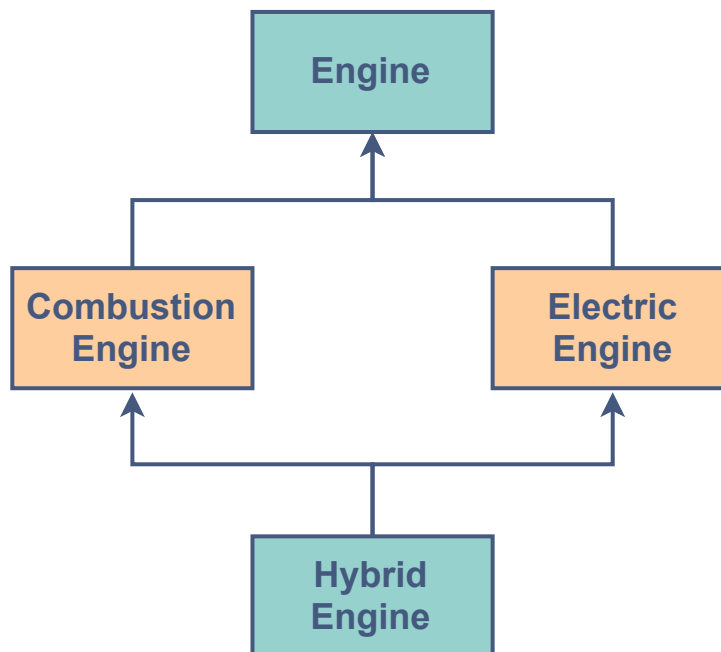 Engine
Combustion
Engine
Electric
Engine
Hybrid
Engine